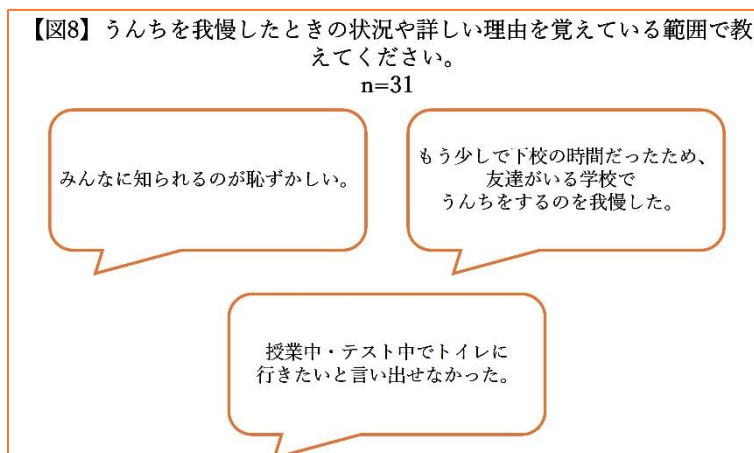 【図8】うんちを我慢したときの状況や詳しい理由を覚えている範囲で教
えてください。
n=31
みんなに知られるのが恥ずかしい。
もう少しで下校の時間だったため、
友達がいる学校で
うんちをするのを我慢した。
授業中・テスト中でトイレに
行きたいと言い出せなかった。